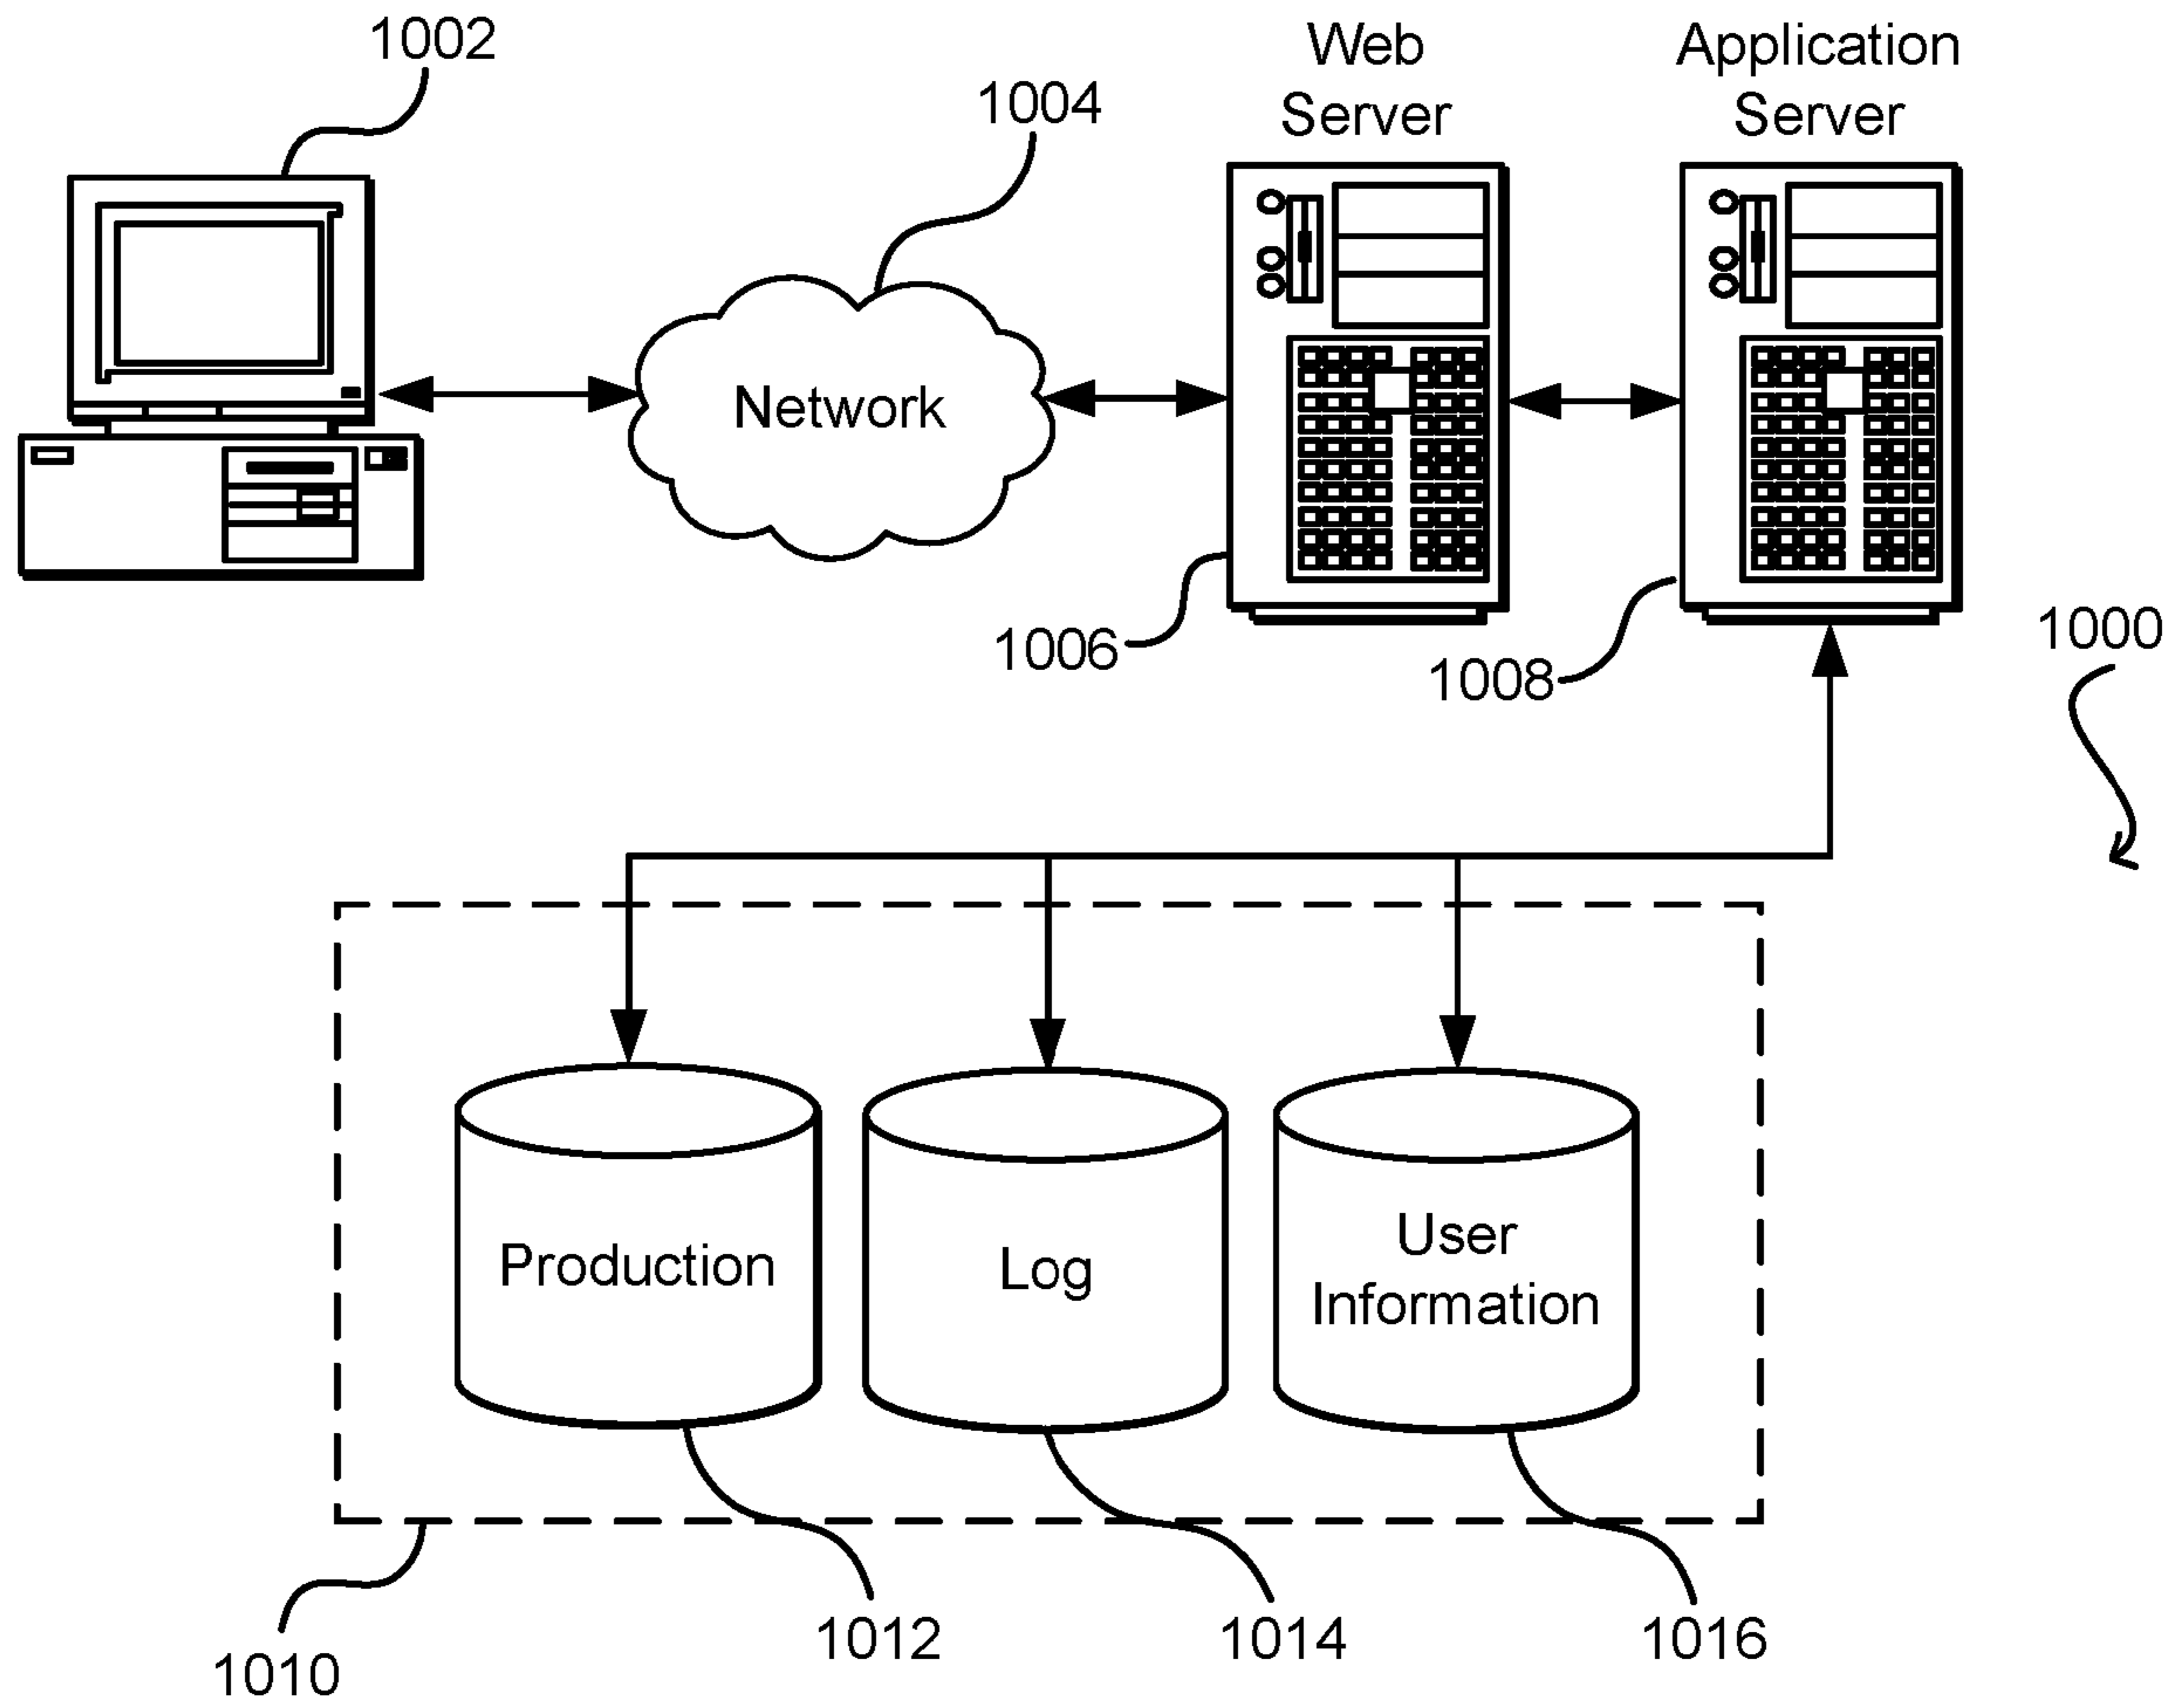 1002
1004
Web
Server
Application
Server
Network
1006
1008
1000
Production
Log
User
Information
1010
1012
1014
1016